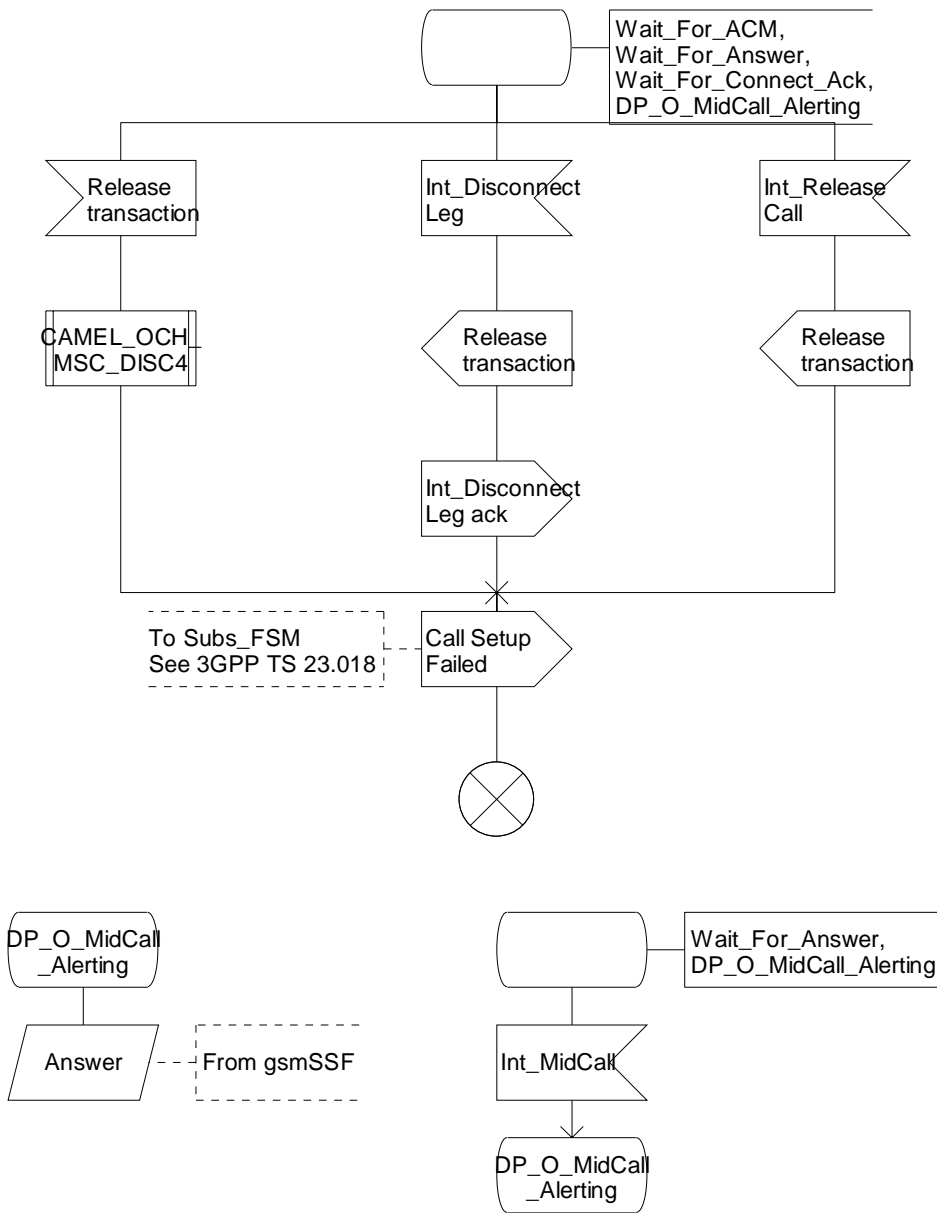 Wait_For_ACM,
Wait_For_Answer,
Wait_For_Connect_Ack,
DP_O_MidCall_Alerting
Release
transaction
Int_Disconnect
Leg
Int_Release
Call
CAMEL_OCH_
MSC_DISC4
Release
transaction
Release
transaction
Int_Disconnect
Leg ack
To Subs_FSM
See 3GPP TS 23.018
Call Setup
Failed
DP_O_MidCall
_Alerting
Wait_For_Answer,
DP_O_MidCall_Alerting
Answer
From gsmSSF
Int_MidCall
DP_O_MidCall
_Alerting